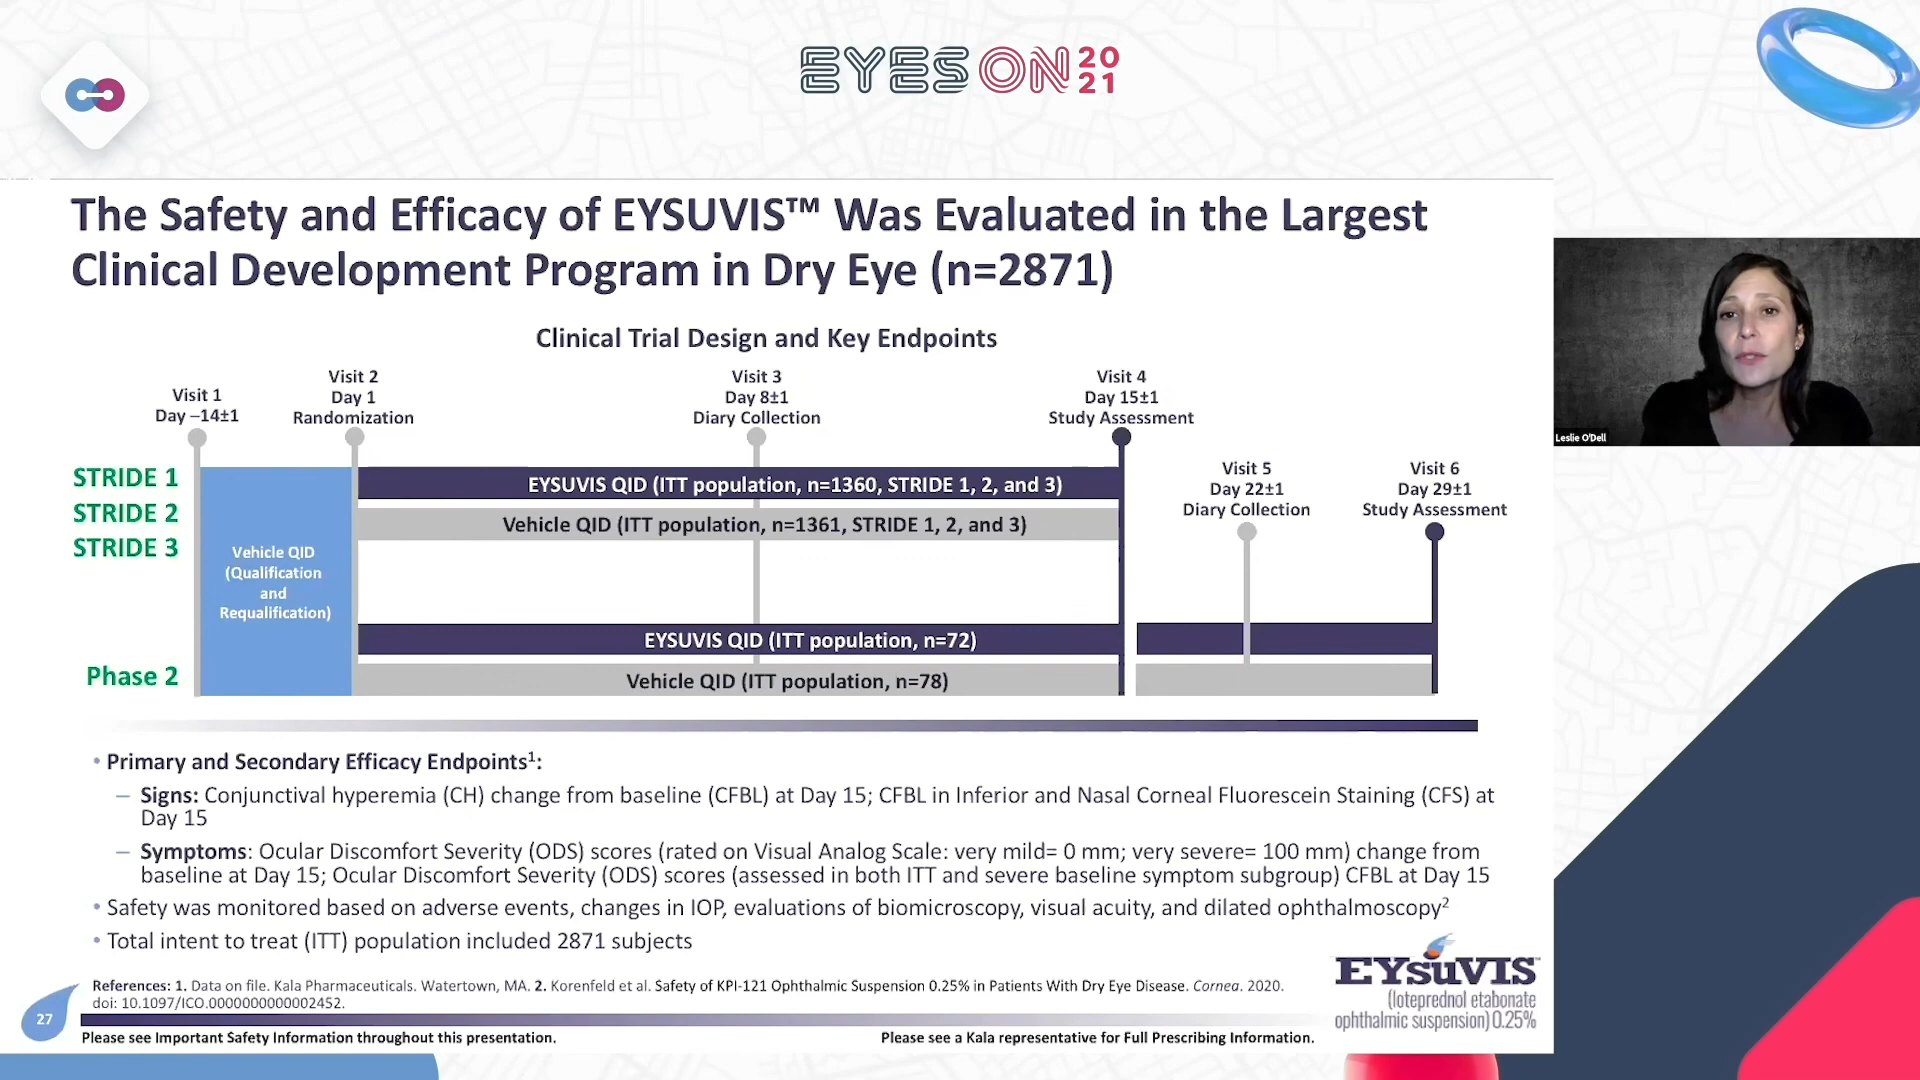 EYES ON 20
21
The Safety and Efficacy of EYSUVIS™ Was Evaluated in the Largest
Clinical Development Program in Dry Eye (n=2871)
Clinical Trial Design and Key Endpoints
Visit 1
Day –14±1
Visit 2
Day 1
Randomization
Visit 3
Day 8±1
Diary Collection
Visit 4
Day 15±1
Study Assessment
Visit 5
Day 22±1
Diary Collection
Visit 6
Day 29±1
Study Assessment
STRIDE 1
STRIDE 2
STRIDE 3
Phase 2
Vehicle QID
(Qualification
and
Requalification)
EYSUVIS QID (ITT population, n=1360, STRIDE 1, 2, and 3)
Vehicle QID (ITT population, n=1361, STRIDE 1, 2, and 3)
EYSUVIS QID (ITT population, n=72)
Vehicle QID (ITT population, n=78)
• Primary and Secondary Efficacy Endpoints¹:
– Signs: Conjunctival hyperemia (CH) change from baseline (CFBL) at Day 15; CFBL in Inferior and Nasal Corneal Fluorescein Staining (CFS) at
Day 15
– Symptoms: Ocular Discomfort Severity (ODS) scores (rated on Visual Analog Scale: very mild= 0 mm; very severe= 100 mm) change from
baseline at Day 15; Ocular Discomfort Severity (ODS) scores (assessed in both ITT and severe baseline symptom subgroup) CFBL at Day 15
• Safety was monitored based on adverse events, changes in IOP, evaluations of biomicroscopy, visual acuity, and dilated ophthalmoscopy²
• Total intent to treat (ITT) population included 2871 subjects
References: 1. Data on file. Kala Pharmaceuticals. Watertown, MA. 2. Korenfeld et al. Safety of KPI-121 Ophthalmic Suspension 0.25% in Patients With Dry Eye Disease. Cornea. 2020.
doi: 10.1097/ICO.0000000000002452.
27
Please see Important Safety Information throughout this presentation.
Please see a Kala representative for Full Prescribing Information.
EYSUVIS™
(loteprednol etabonate
ophthalmic suspension) 0.25%
Leslie O'Dell